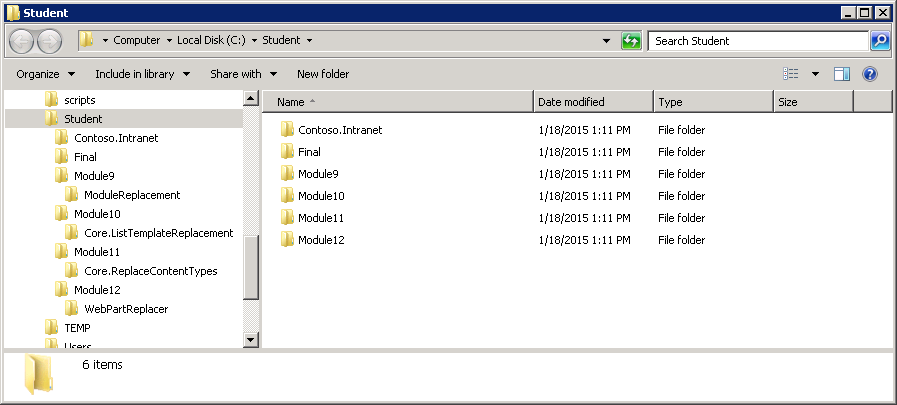 Student
Computer Local Disk (C:) Student
Search Student
Organize Include in library Share with New folder
scripts
Student
Contoso.Intranet
Final
Module9
ModuleReplacement
Module10
Core.ListTemplateReplacement
Module11
Core.ReplaceContentTypes
Module12
WebPartReplacer
TEMP
Users
Name Date modified Type Size
Contoso.Intranet 1/18/2015 1:11 PM File folder
Final 1/18/2015 1:11 PM File folder
Module9 1/18/2015 1:11 PM File folder
Module10 1/18/2015 1:11 PM File folder
Module11 1/18/2015 1:11 PM File folder
Module12 1/18/2015 1:11 PM File folder
6 items